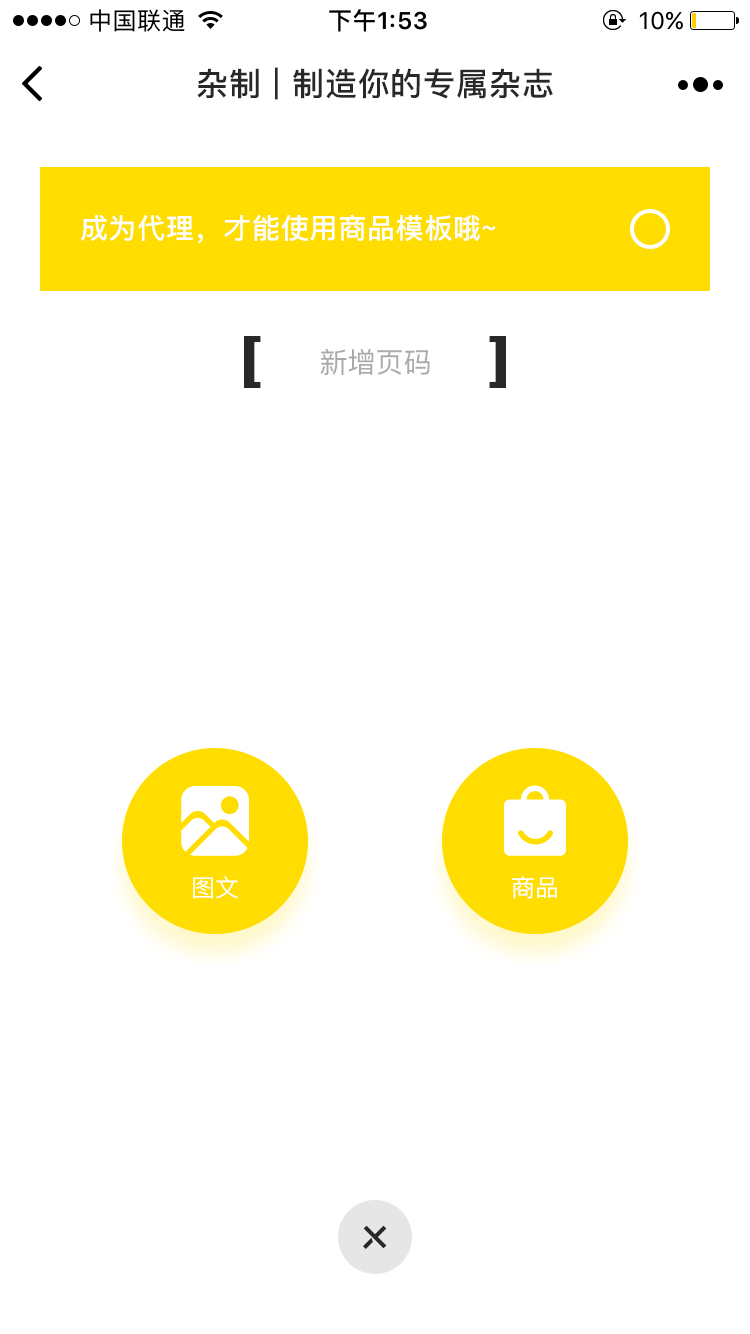 中国联通
下午1:53
10%
杂制 | 制造你的专属杂志
成为代理，才能使用商品模板哦~
[ 新增页码 ]
图文
商品